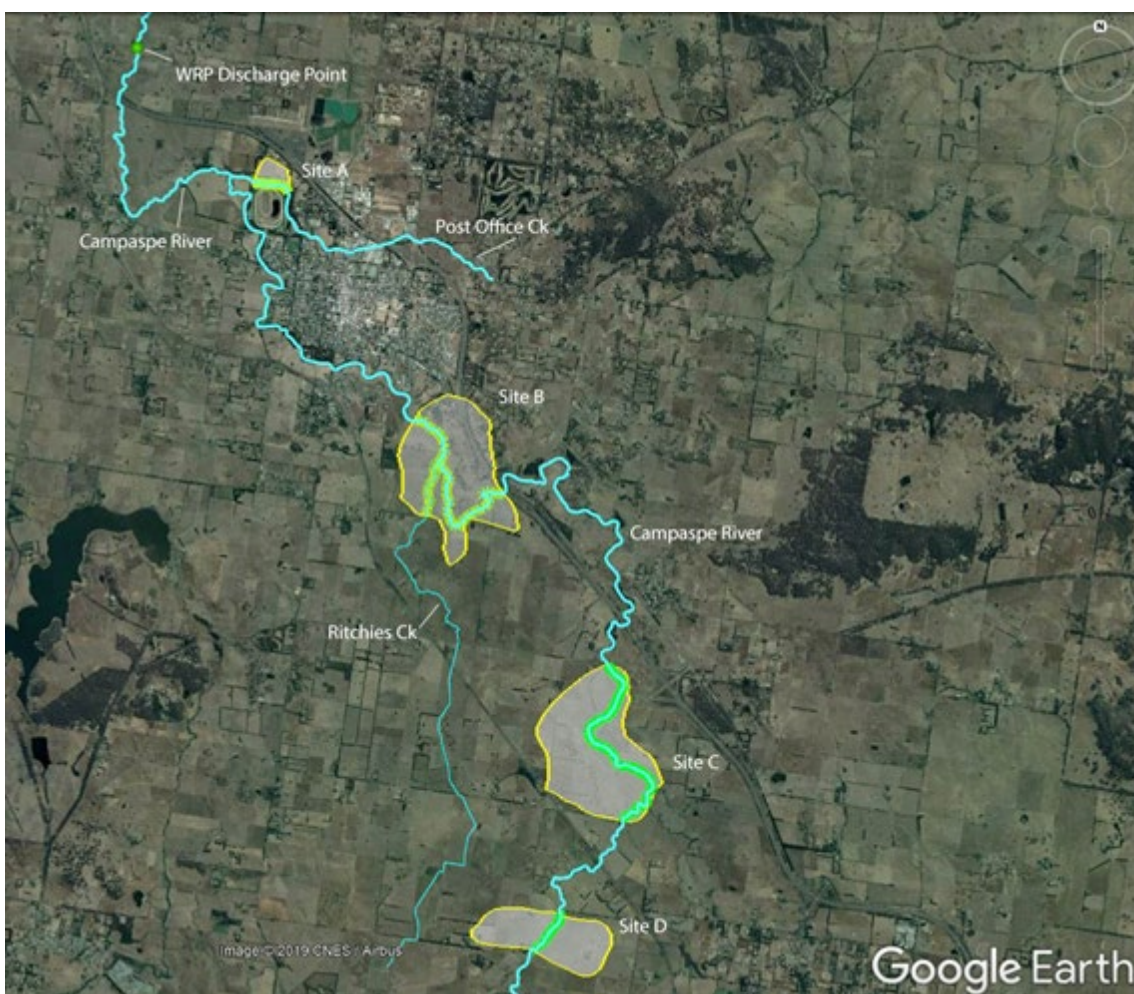 N
WRP Discharge Point
Site A
Post Office Ck
Campaspe River
Site B
Campaspe River
Ritchies Ck
Site C
Site D
Image © 2019 CNES / Airbus
Google Earth